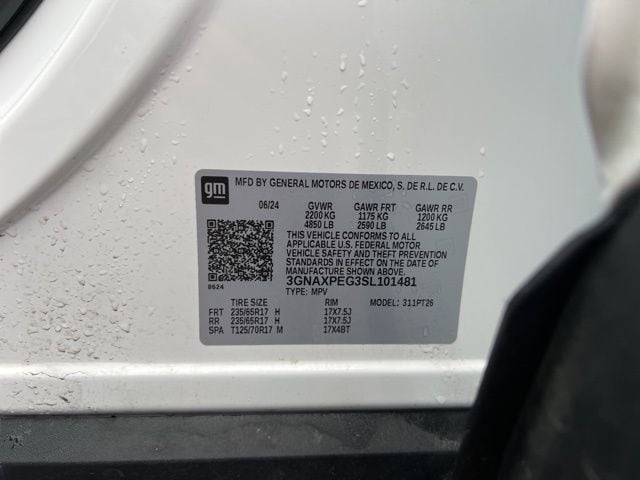 gm MFD BY GENERAL MOTORS DE MEXICO, S. DE R.L. DE C.V.
06/24 GVWR GAWR FRT GAWR RR
2200 KG 1175 KG 1200 KG
4850 LB 2590 LB 2645 LB
THIS VEHICLE CONFORMS TO ALL
APPLICABLE U.S. FEDERAL MOTOR
VEHICLE SAFETY AND THEFT PREVENTION
STANDARDS IN EFFECT ON THE DATE OF
MANUFACTURE SHOWN ABOVE.
3GNAXPEG3SL101481
8624 TYPE: MPV
TIRE SIZE RIM MODEL: 311PT26
FRT 235/65R17 H 17X7.5J
RR 235/65R17 H 17X7.5J
SPA T125/70R17 M 17X4BT